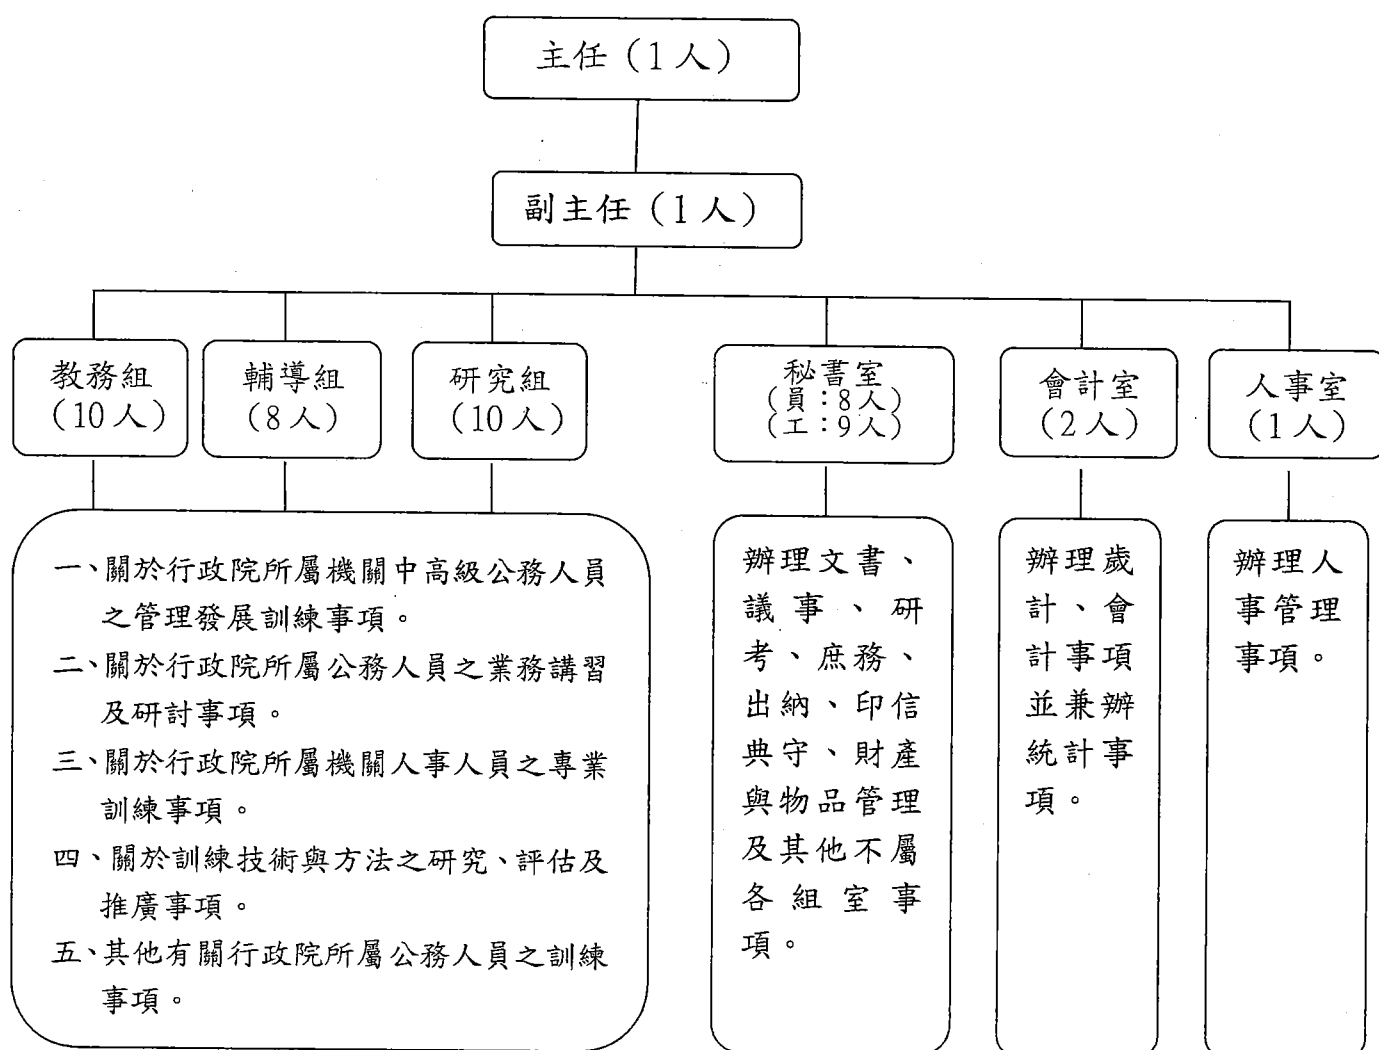 主任（1人）
副主任（1人）
教務組
（10人）
輔導組
（8人）
研究組
（10人）
秘書室
（員：8人）
（工：9人）
會計室
（2人）
人事室
（1人）
一、關於行政院所屬機關中高級公務人員
之管理發展訓練事項。
二、關於行政院所屬公務人員之業務講習
及研討事項。
三、關於行政院所屬機關人事人員之專業
訓練事項。
四、關於訓練技術與方法之研究、評估及
推廣事項。
五、其他有關行政院所屬公務人員之訓練
事項。
辦理文書、
議事、研
考、庶務、
出納、印信
典守、財產
與物品管理
及其他不屬
各組室事
項。
辦理歲
計、會
計事項
並兼辦
統計事
項。
辦理人
事管理
事項。